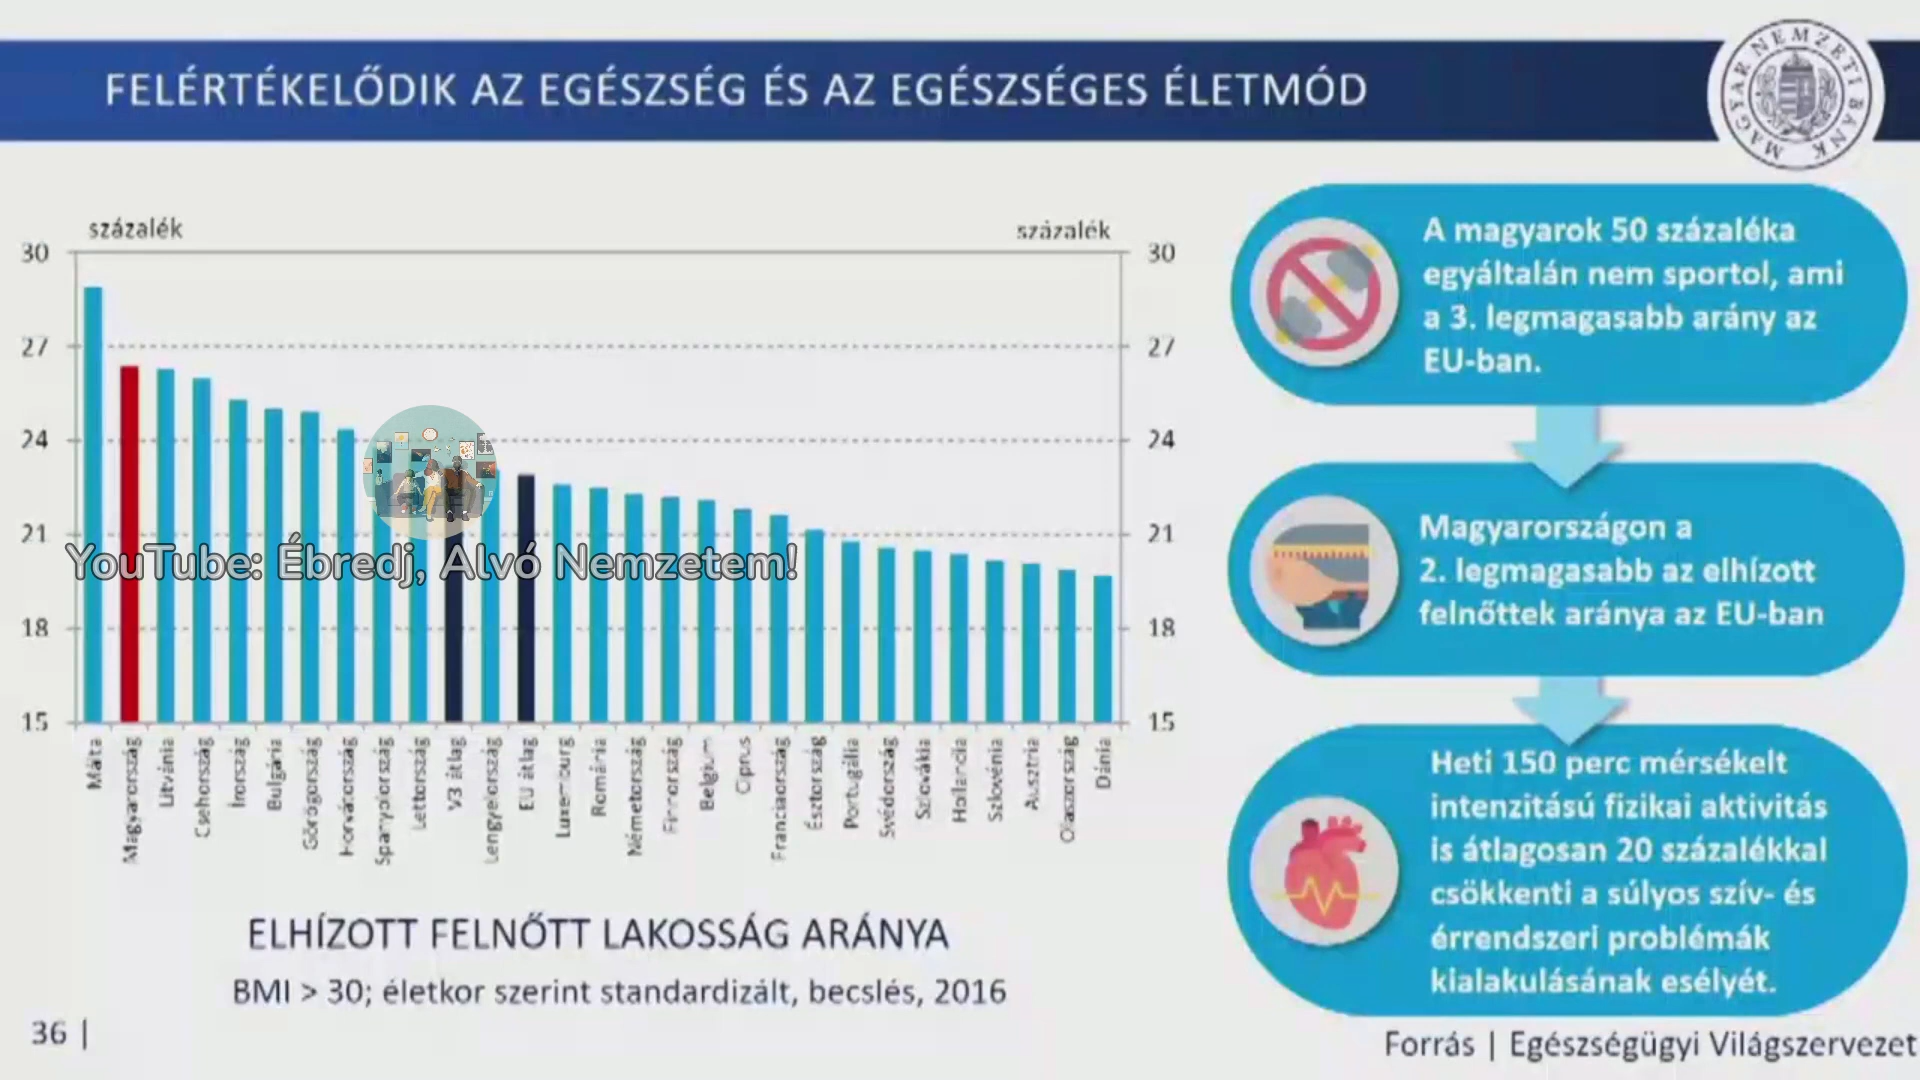 FELÉRTÉKELŐDIK AZ EGÉSZSÉG ÉS AZ EGÉSZSÉGES ÉLETMÓD
MAGYAR NEMZETI BANK
százalék
százalék
30
27
24
21
18
15
30
27
24
21
18
15
YouTube: Ébredj, Alvó Nemzetem!
Málta
Magyarország
Litvánia
Csehország
Írország
Bulgária
Görögország
Horvátország
Spanyolország
Lettország
V3 átlag
Lengyelország
EU átlag
Luxemburg
Románia
Németország
Finnország
Belgium
Ciprus
Franciaország
Észtország
Portugália
Svédország
Szlovákia
Hollandia
Szlovénia
Ausztria
Olaszország
Dánia
ELHÍZOTT FELNŐTT LAKOSSÁG ARÁNYA
BMI > 30; életkor szerint standardizált, becslés, 2016
A magyarok 50 százaléka
egyáltalán nem sportol, ami
a 3. legmagasabb arány az
EU-ban.
Magyarországon a
2. legmagasabb az elhízott
felnőttek aránya az EU-ban
Heti 150 perc mérsékelt
intenzitású fizikai aktivitás
is átlagosan 20 százalékkal
csökkenti a súlyos szív- és
érrendszeri problémák
kialakulásának esélyét.
36 |
Forrás | Egészségügyi Világszervezet